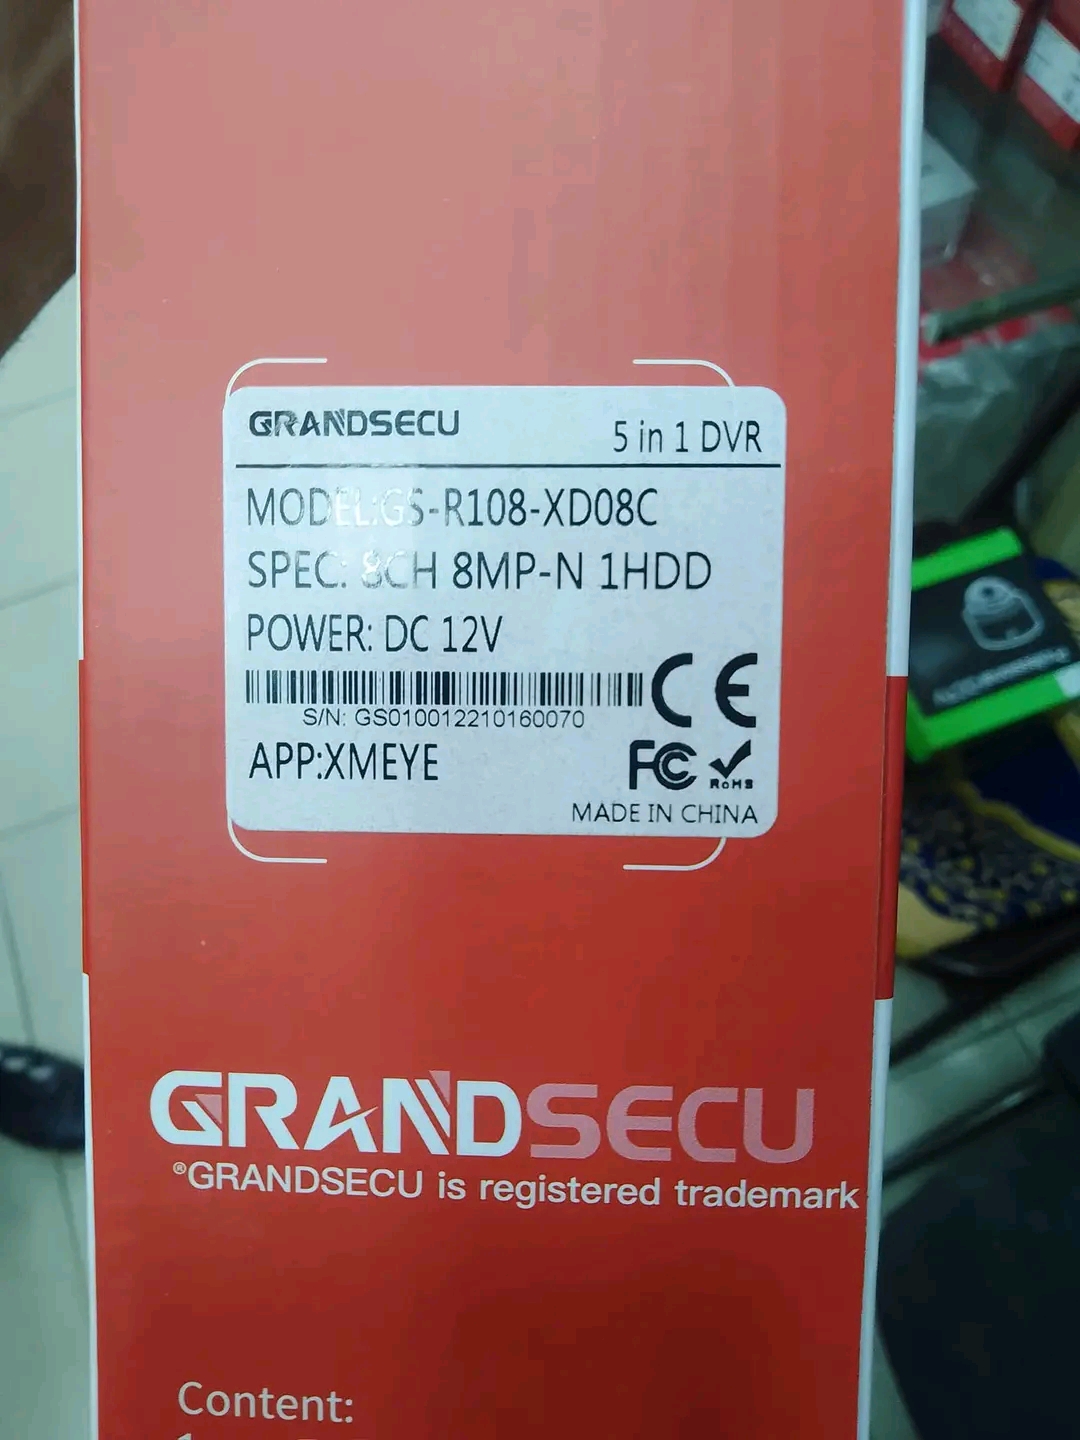 GRANDSECU
5 in 1 DVR
MODEL:GS-R108-XD08C
SPEC: 8CH 8MP-N 1HDD
POWER: DC 12V
S/N: GS010012210160070
CE
APP:XMEYE
FC
RoHS
MADE IN CHINA
GRANDSECU
®GRANDSECU is registered trademark
Content: